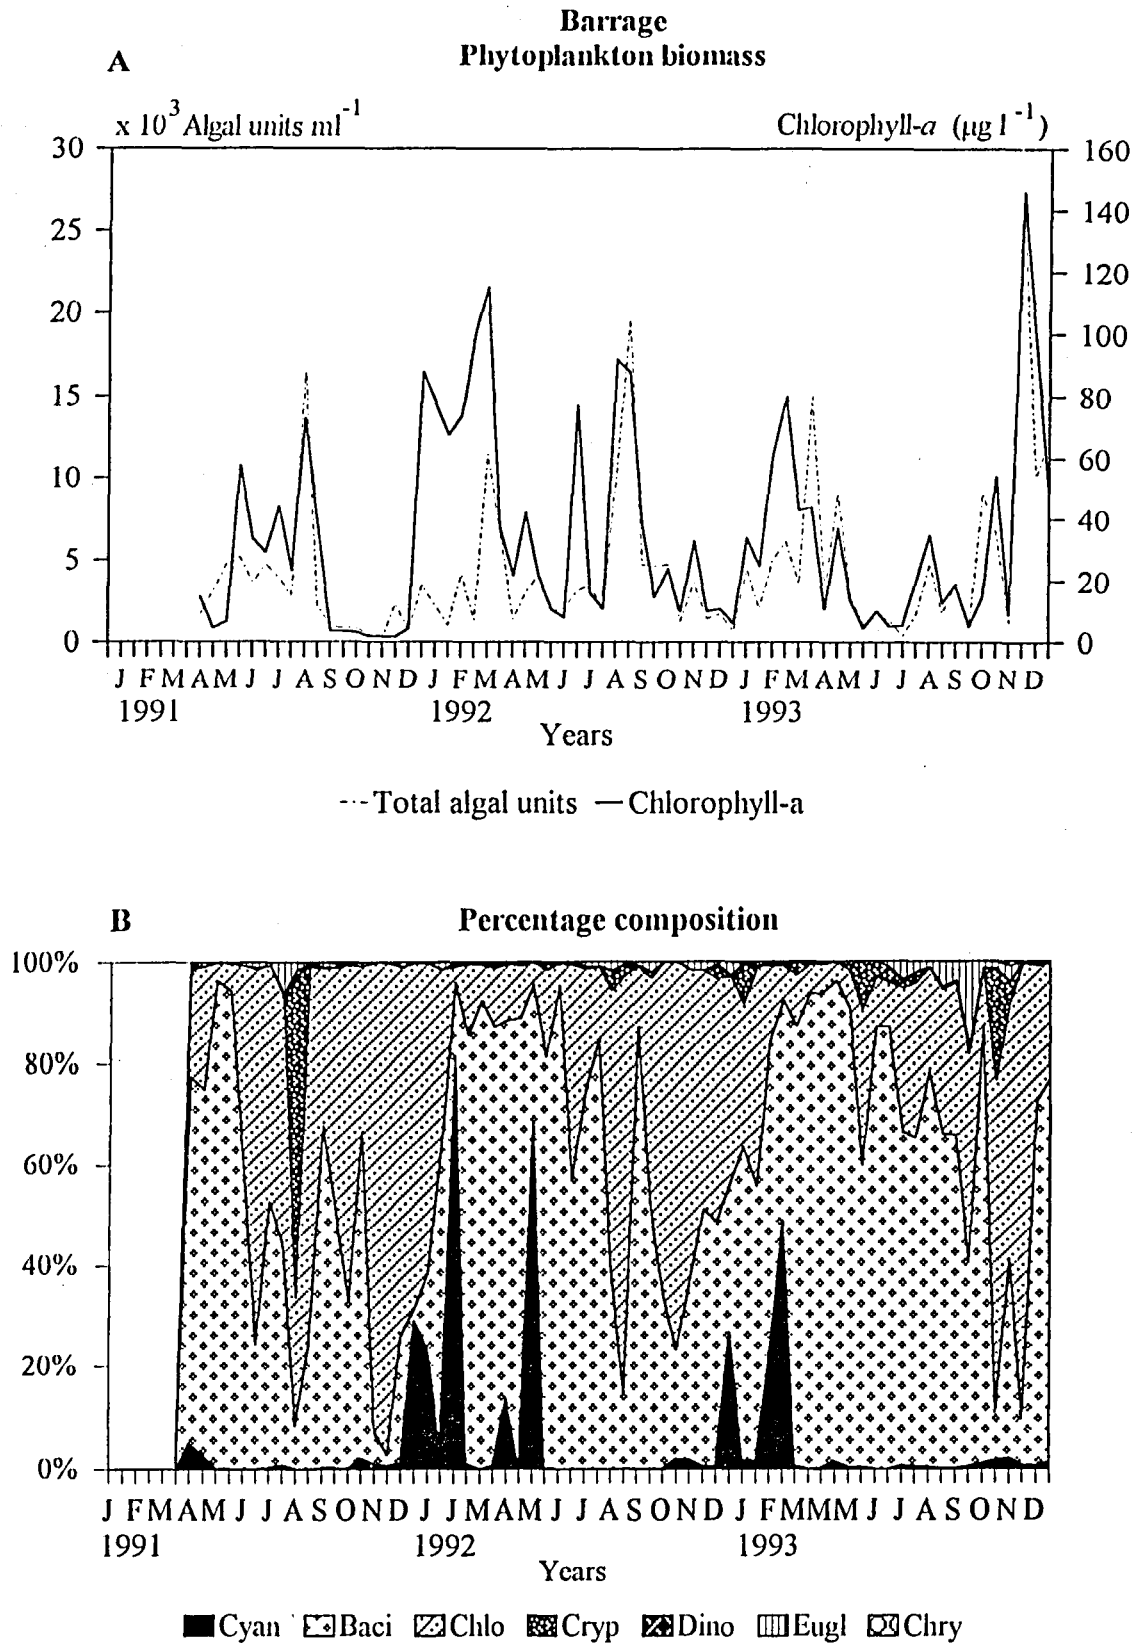 Barrage
Phytoplankton biomass
A
x 10³ Algal units ml⁻¹ Chlorophyll-a (µg l⁻¹)
30 160
25 140
20 120
15 100
10 80
5 60
0 40
20
0
J F M A M J J A S O N D J F M A M J J A S O N D J F M A M J J A S O N D
1991 1992 1993
Years
Total algal units Chlorophyll-a
B Percentage composition
100%
80%
60%
40%
20%
0%
J F M A M J J A S O N D J J M A M J J A S O N D J F M M J J A S O N D
1991 1992 1993
Years
Cyan Baci Chlo Cryp Dino Eugl Chry